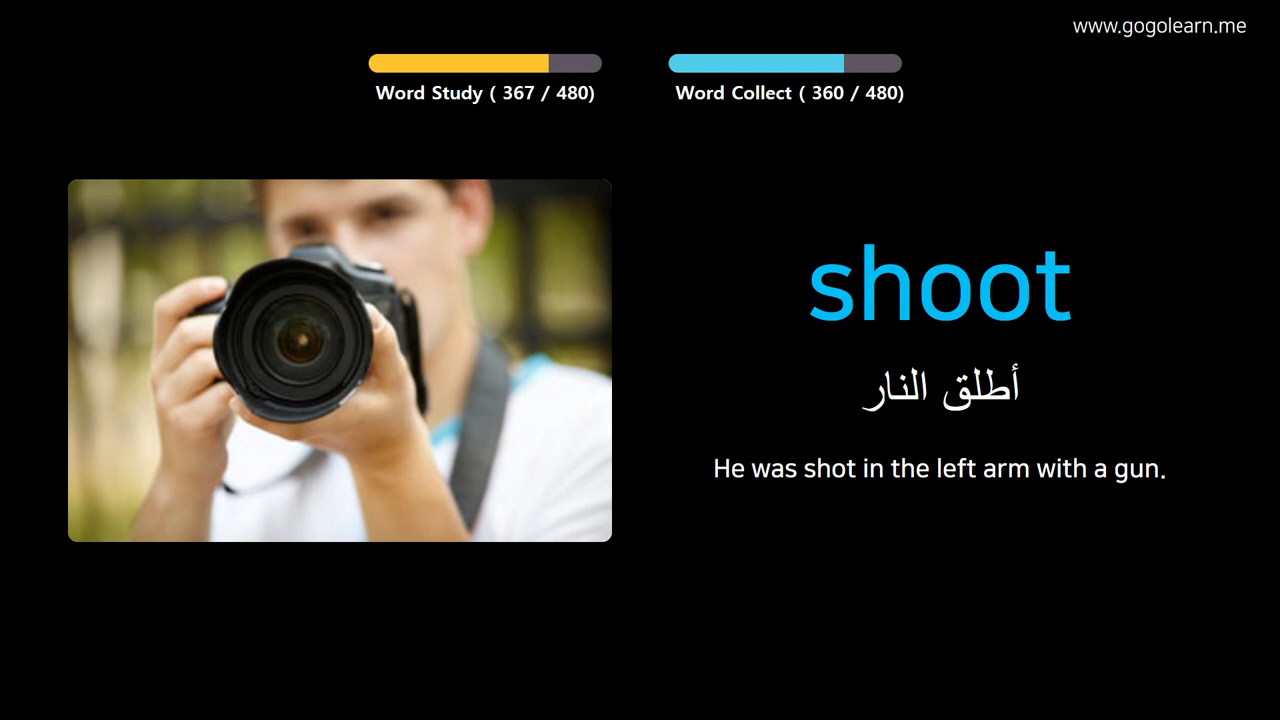 www.gogolearn.me
Word Study ( 367 / 480)
Word Collect ( 360 / 480)
shoot
أطلق النار
He was shot in the left arm with a gun.